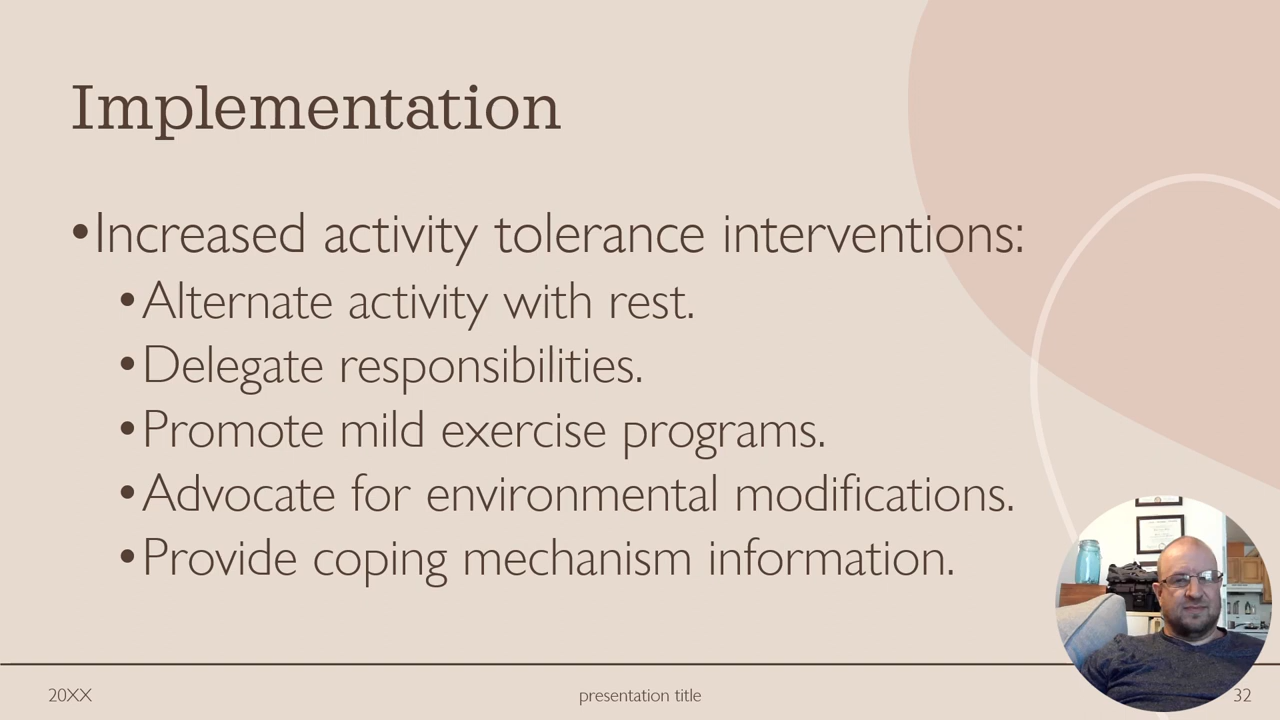 Implementation
•Increased activity tolerance interventions:
•Alternate activity with rest.
•Delegate responsibilities.
•Promote mild exercise programs.
•Advocate for environmental modifications.
•Provide coping mechanism information.
20XX
presentation title
32